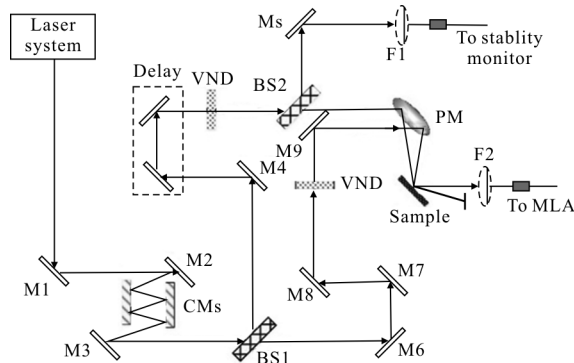 Laser
system
Ms
F1
To stablity
monitor
Delay
VND
BS2
PM
M9
M4
F2
VND
Sample
To MLA
M1
M2
CMs
M3
M8
M7
BS1
M6